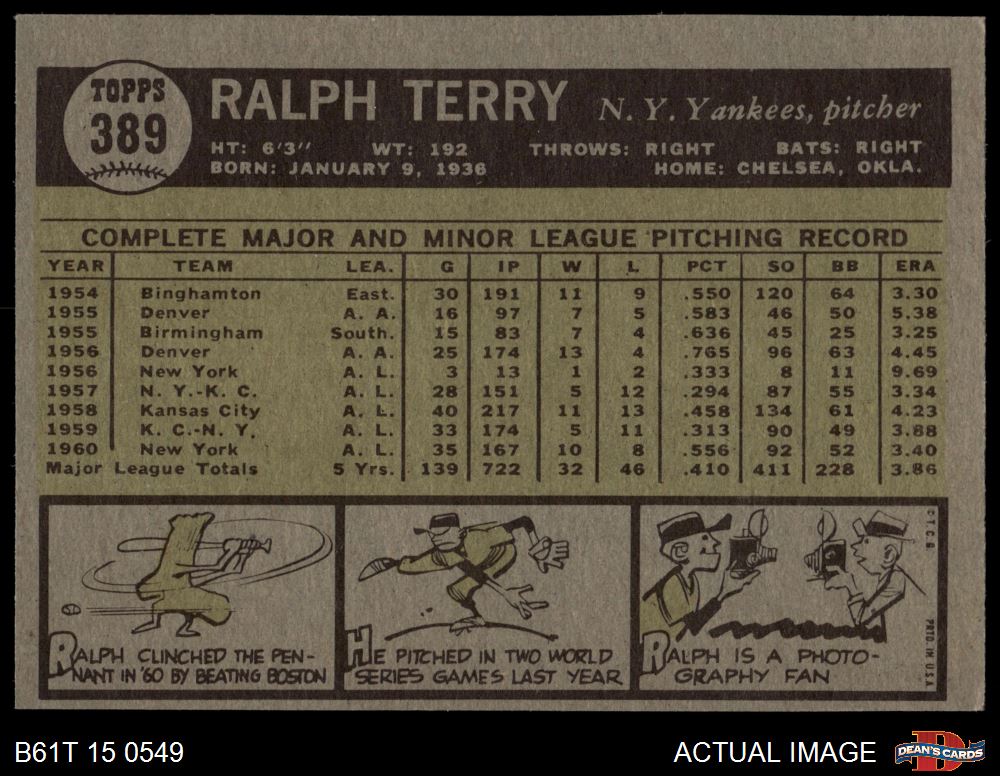 TOPPS
389
RALPH TERRY N. Y. Yankees, pitcher
HT: 6'3" WT: 192 THROWS: RIGHT BATS: RIGHT
BORN: JANUARY 9, 1936 HOME: CHELSEA, OKLA.
COMPLETE MAJOR AND MINOR LEAGUE PITCHING RECORD
YEAR TEAM LEA. G IP W L PCT SO BB ERA
1954 Binghamton East. 30 191 11 9 .550 120 64 3.30
1955 Denver A. A. 16 97 7 5 .583 46 50 5.38
1955 Birmingham South. 15 83 7 4 .636 45 25 3.25
1956 Denver A. A. 25 174 13 4 .765 96 63 4.45
1956 New York A. L. 3 13 1 2 .333 8 11 9.69
1957 N. Y.-K. C. A. L. 28 151 5 12 .294 87 55 3.34
1958 Kansas City A. L. 40 217 11 13 .458 134 61 4.23
1959 K. C.-N. Y. A. L. 33 174 5 11 .313 90 49 3.88
1960 New York A. L. 35 167 10 8 .556 92 52 3.40
Major League Totals 5 Yrs. 139 722 32 46 .410 411 228 3.86
RALPH CLINCHED THE PEN-
NANT IN '60 BY BEATING BOSTON
HE PITCHED IN TWO WORLD
SERIES GAMES LAST YEAR
RALPH IS A PHOTO-
GRAPHY FAN
© T.C.G.
PRTD. IN U.S.A.
B61T 15 0549
ACTUAL IMAGE
DEAN'S CARDS